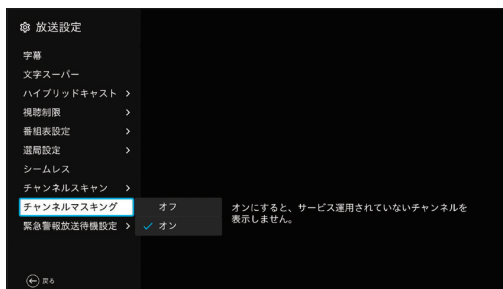 放送設定
字幕
文字スーパー
ハイブリッドキャスト
視聴制限
番組表設定
選局設定
シームレス
チャンネルスキャン
チャンネルマスキング
オフ
オンにすると、サービス運用されていないチャンネルを
表示しません。
緊急警報放送待機設定
オン
戻る